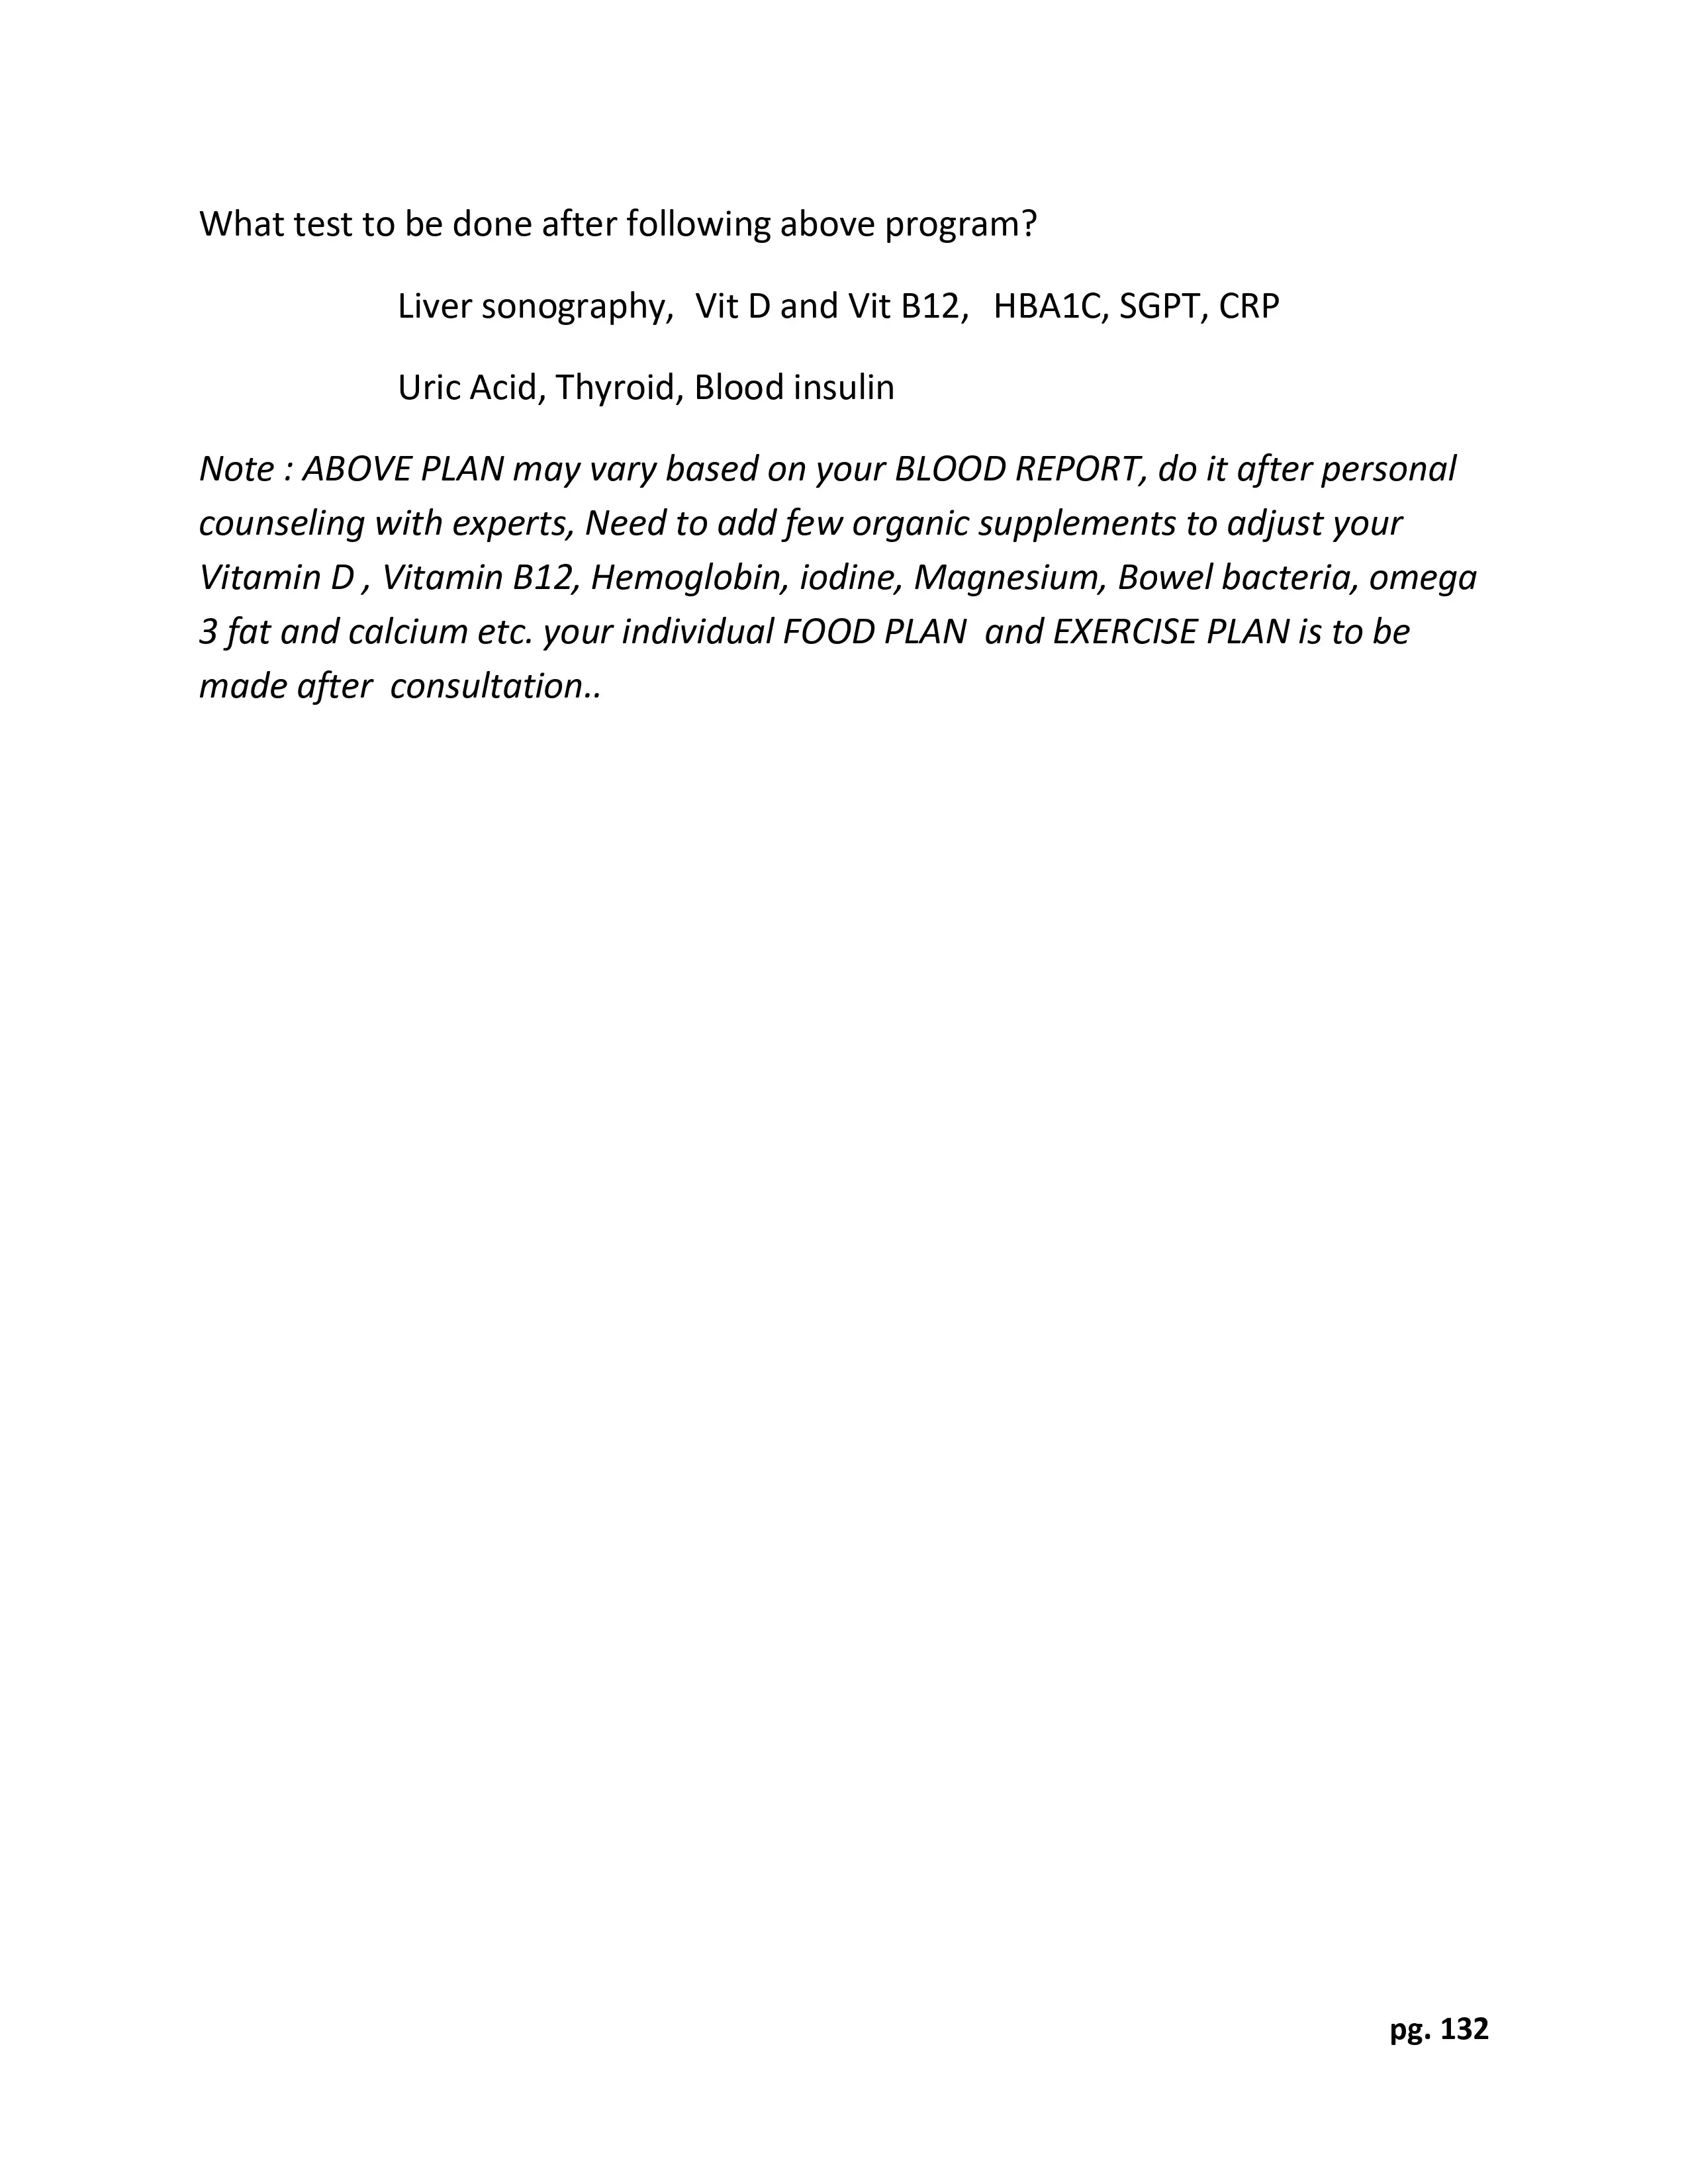 What test to be done after following above program?
Liver sonography, Vit D and Vit B12, HBA1C, SGPT, CRP
Uric Acid, Thyroid, Blood insulin
Note : ABOVE PLAN may vary based on your BLOOD REPORT, do it after personal
counseling with experts, Need to add few organic supplements to adjust your
Vitamin D , Vitamin B12, Hemoglobin, iodine, Magnesium, Bowel bacteria, omega
3 fat and calcium etc. your individual FOOD PLAN and EXERCISE PLAN is to be
made after consultation..
pg. 132